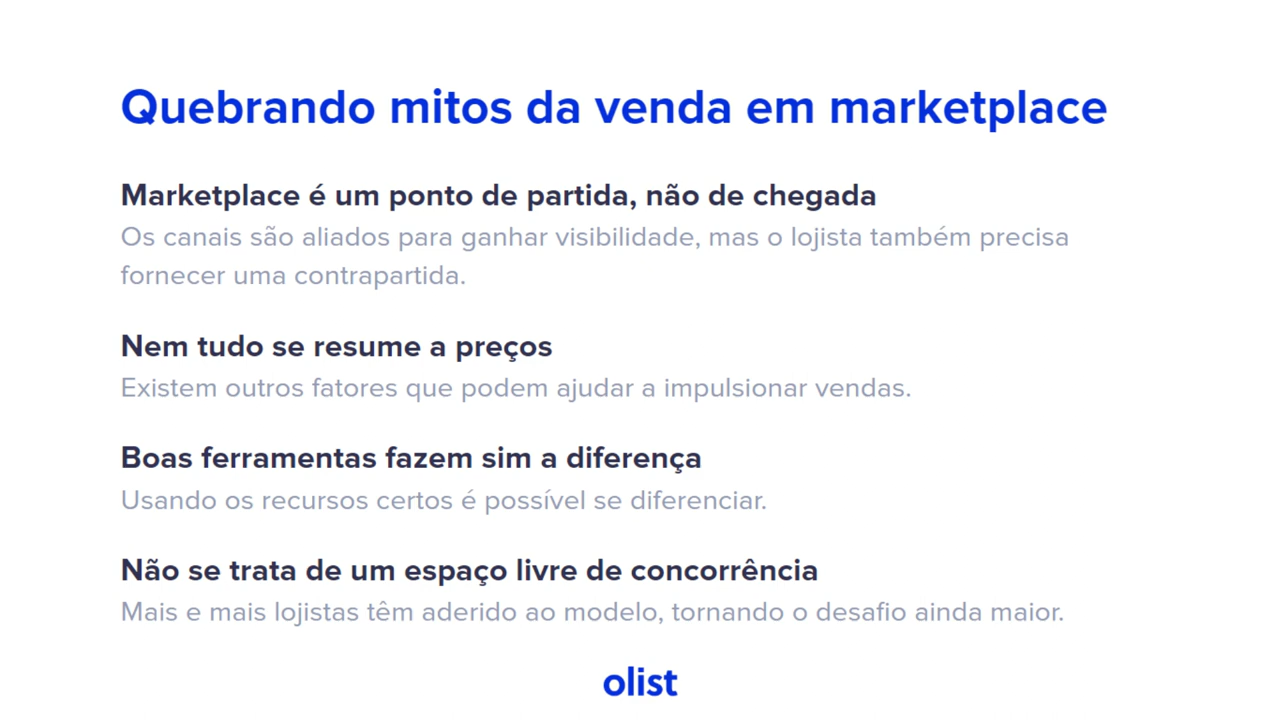 Quebrando mitos da venda em marketplace
Marketplace é um ponto de partida, não de chegada
Os canais são aliados para ganhar visibilidade, mas o lojista também precisa
fornecer uma contrapartida.
Nem tudo se resume a preços
Existem outros fatores que podem ajudar a impulsionar vendas.
Boas ferramentas fazem sim a diferença
Usando os recursos certos é possível se diferenciar.
Não se trata de um espaço livre de concorrência
Mais e mais lojistas têm aderido ao modelo, tornando o desafio ainda maior.
olist